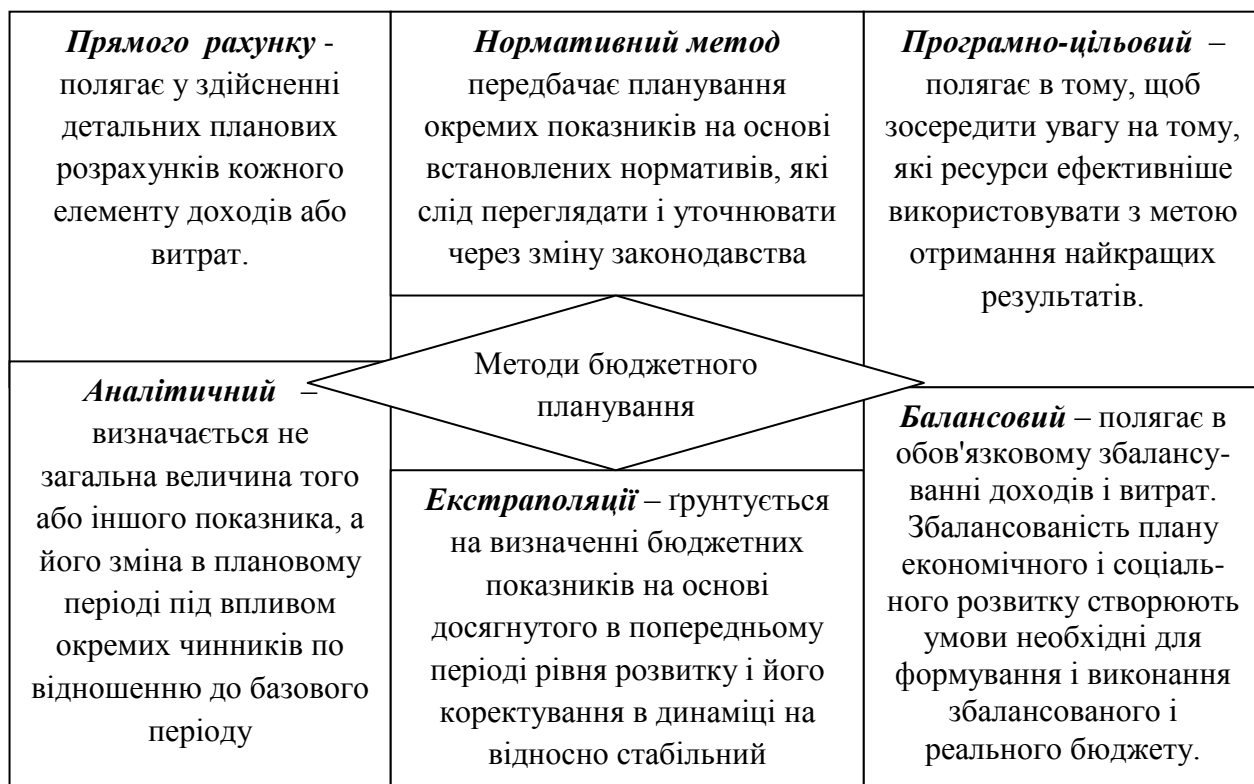 Прямого рахунку -
полягає у здійсненні
детальних планових
розрахунків кожного
елементу доходів або
витрат.
Нормативний метод
передбачає планування
окремих показників на основі
встановлених нормативів, які
слід переглядати і уточнювати
через зміну законодавства
Програмно-цільовий –
полягає в тому, щоб
зосередити увагу на тому,
які ресурси ефективніше
використовувати з метою
отримання найкращих
результатів.
Методи бюджетного
планування
Аналітичний –
визначається не
загальна величина того
або іншого показника, а
його зміна в плановому
періоді під впливом
окремих чинників по
відношенню до базового
періоду
Екстраполяції – ґрунтується
на визначенні бюджетних
показників на основі
досягнутого в попередньому
періоді рівня розвитку і його
коректування в динаміці на
відносно стабільний
Балансовий – полягає в
обов'язковому збалансу-
ванні доходів і витрат.
Збалансованість плану
економічного і соціаль-
ного розвитку створюють
умови необхідні для
формування і виконання
збалансованого і
реального бюджету.